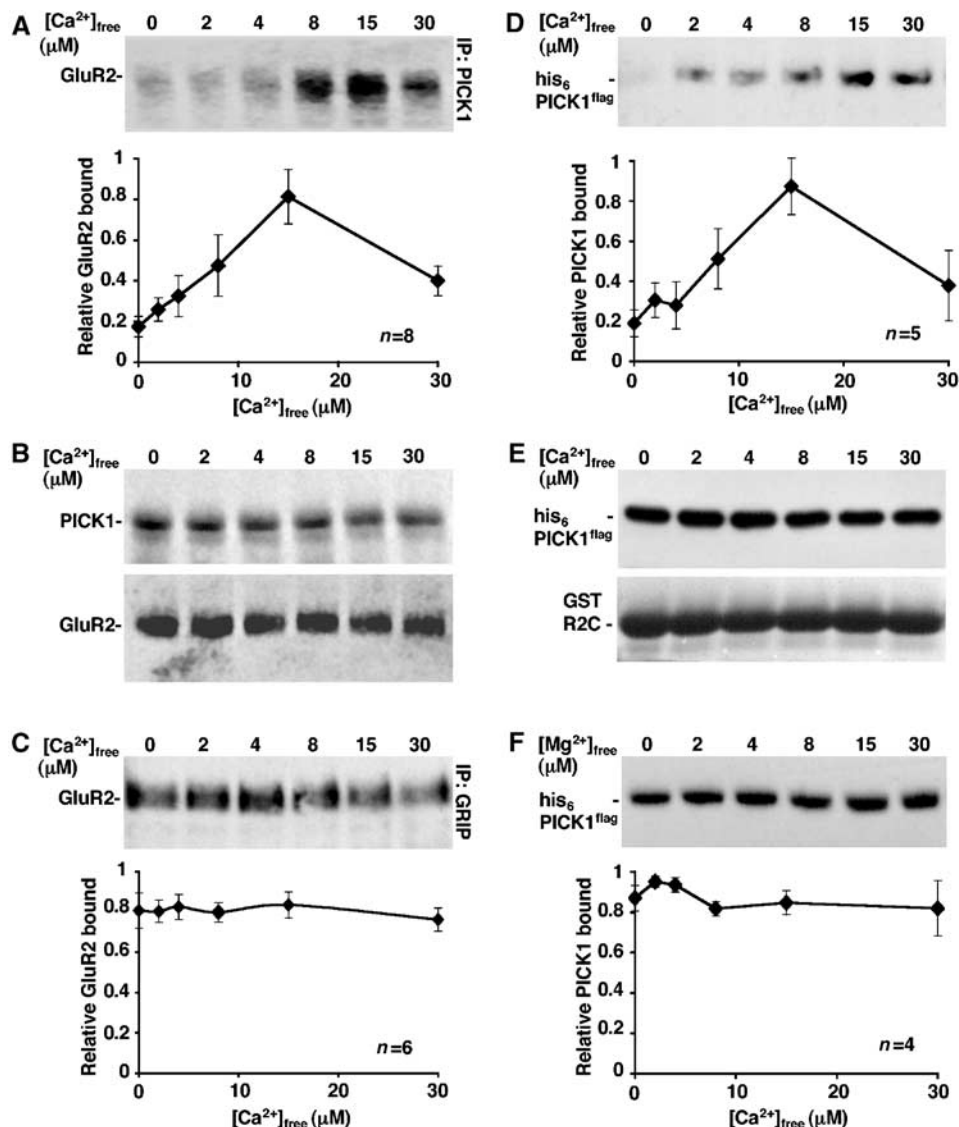 A
[Ca²⁺]free (μM) 0 2 4 8 15 30
GluR2-
IP: PICK1
Relative GluR2 bound
1
0.8
0.6
0.4
0.2
0
n=8
0 10 20 30
[Ca²⁺]free (μM)
B
[Ca²⁺]free (μM) 0 2 4 8 15 30
PICK1-
GluR2-
C
[Ca²⁺]free (μM) 0 2 4 8 15 30
GluR2-
IP: GRIP
Relative GluR2 bound
1
0.8
0.6
0.4
0.2
0
n=6
0 10 20 30
[Ca²⁺]free (μM)
D
[Ca²⁺]free (μM) 0 2 4 8 15 30
his₆ -
PICK1flag
Relative PICK1 bound
1
0.8
0.6
0.4
0.2
0
n=5
0 10 20 30
[Ca²⁺]free (μM)
E
[Ca²⁺]free (μM) 0 2 4 8 15 30
his₆ -
PICK1flag
GST
R2C -
F
[Mg²⁺]free (μM) 0 2 4 8 15 30
his₆ -
PICK1flag
Relative PICK1 bound
1
0.8
0.6
0.4
0.2
0
n=4
0 10 20 30
[Ca²⁺]free (μM)